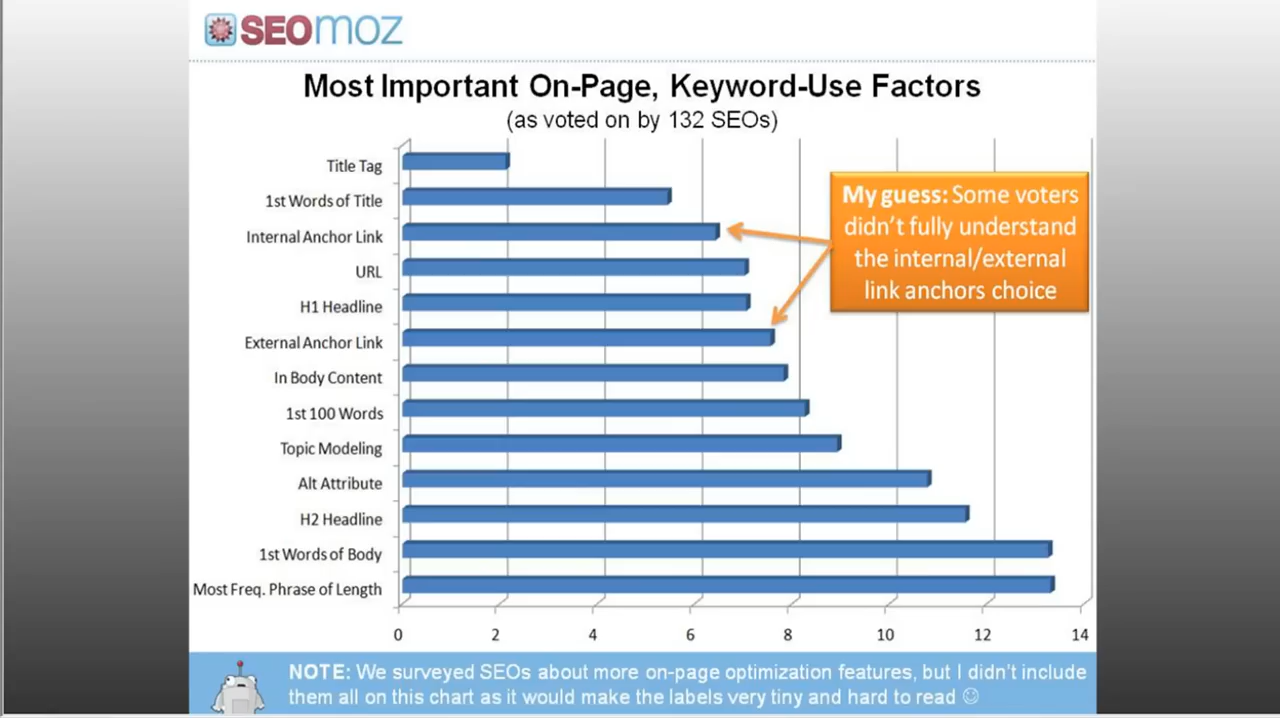 SEOmoz
Most Important On-Page, Keyword-Use Factors
(as voted on by 132 SEOs)
Title Tag
1st Words of Title
Internal Anchor Link
URL
H1 Headline
External Anchor Link
In Body Content
1st 100 Words
Topic Modeling
Alt Attribute
H2 Headline
1st Words of Body
Most Freq. Phrase of Length
My guess: Some voters
didn't fully understand
the internal/external
link anchors choice
0 2 4 6 8 10 12 14
NOTE: We surveyed SEOs about more on-page optimization features, but I didn't include
them all on this chart as it would make the labels very tiny and hard to read ☺